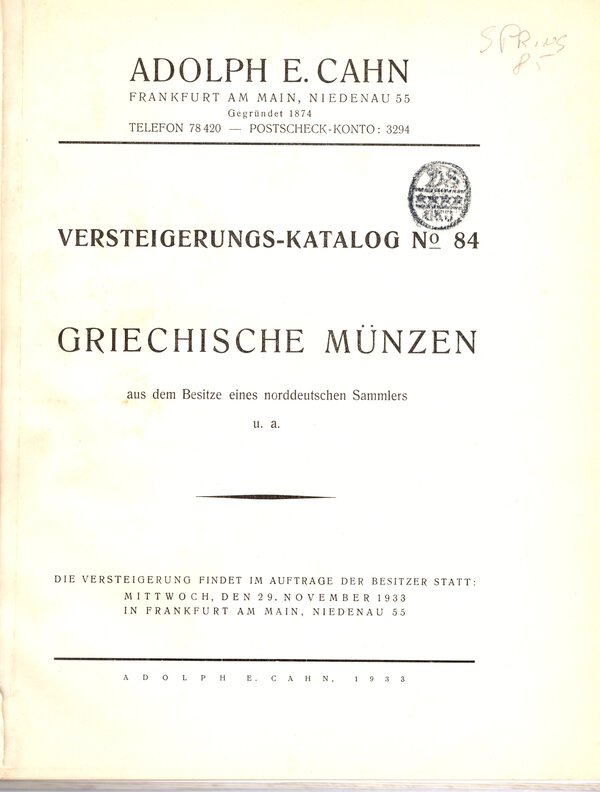 ADOLPH E. CAHN
FRANKFURT AM MAIN, NIEDENAU 55
Gegründet 1874
TELEFON 78 420 — POSTSCHECK-KONTO: 3294
VERSTEIGERUNGS-KATALOG Nº 84
GRIECHISCHE MÜNZEN
aus dem Besitze eines norddeutschen Sammlers
u. a.
DIE VERSTEIGERUNG FINDET IM AUFTRAGE DER BESITZER STATT:
MITTWOCH, DEN 29. NOVEMBER 1933
IN FRANKFURT AM MAIN, NIEDENAU 55
ADOLPH E. CAHN, 1933